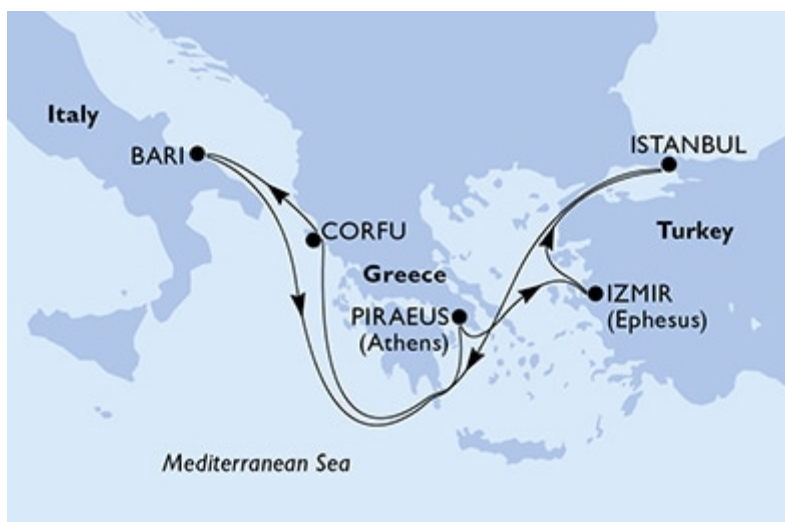 Italy
BARI
ISTANBUL
CORFU
Turkey
Greece
IZMIR
(Ephesus)
PIRAEUS
(Athens)
Mediterranean Sea